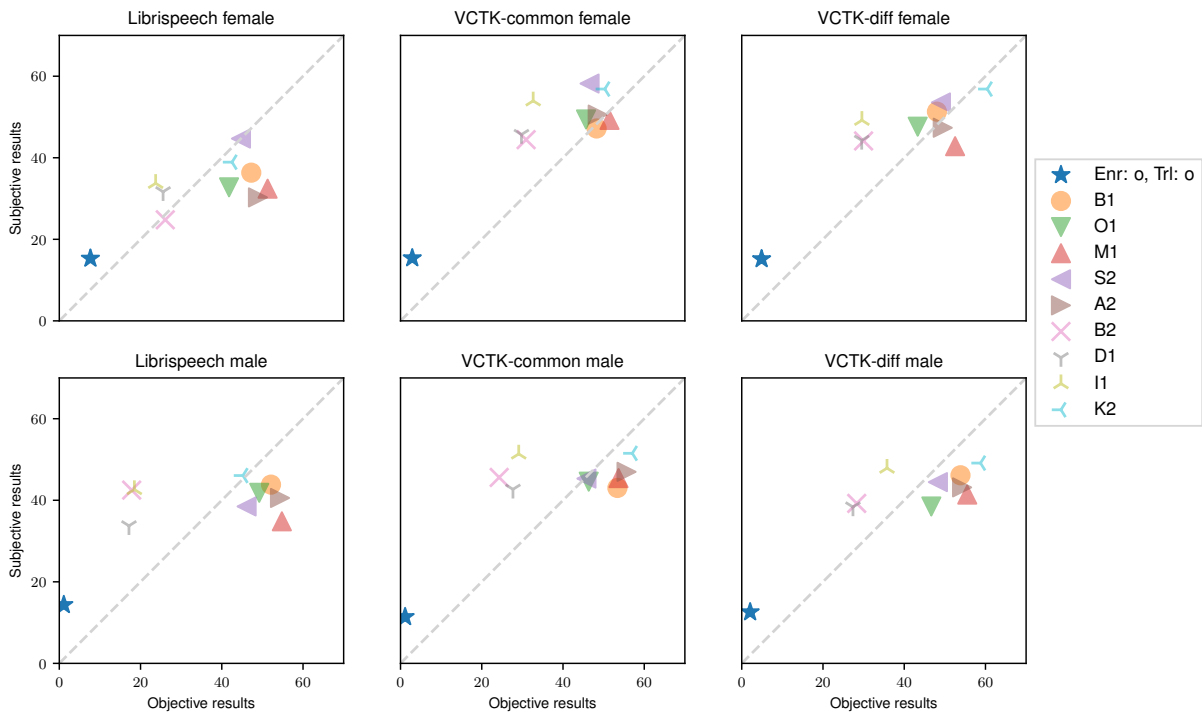 Librispeech female
VCTK-common female
VCTK-diff female
Subjective results
60
40
20
0
Enr: o, Trl: o
B1
O1
M1
S2
A2
B2
D1
I1
K2
Librispeech male
VCTK-common male
VCTK-diff male
Subjective results
60
40
20
0
0 20 40 60
0 20 40 60
0 20 40 60
Objective results
Objective results
Objective results